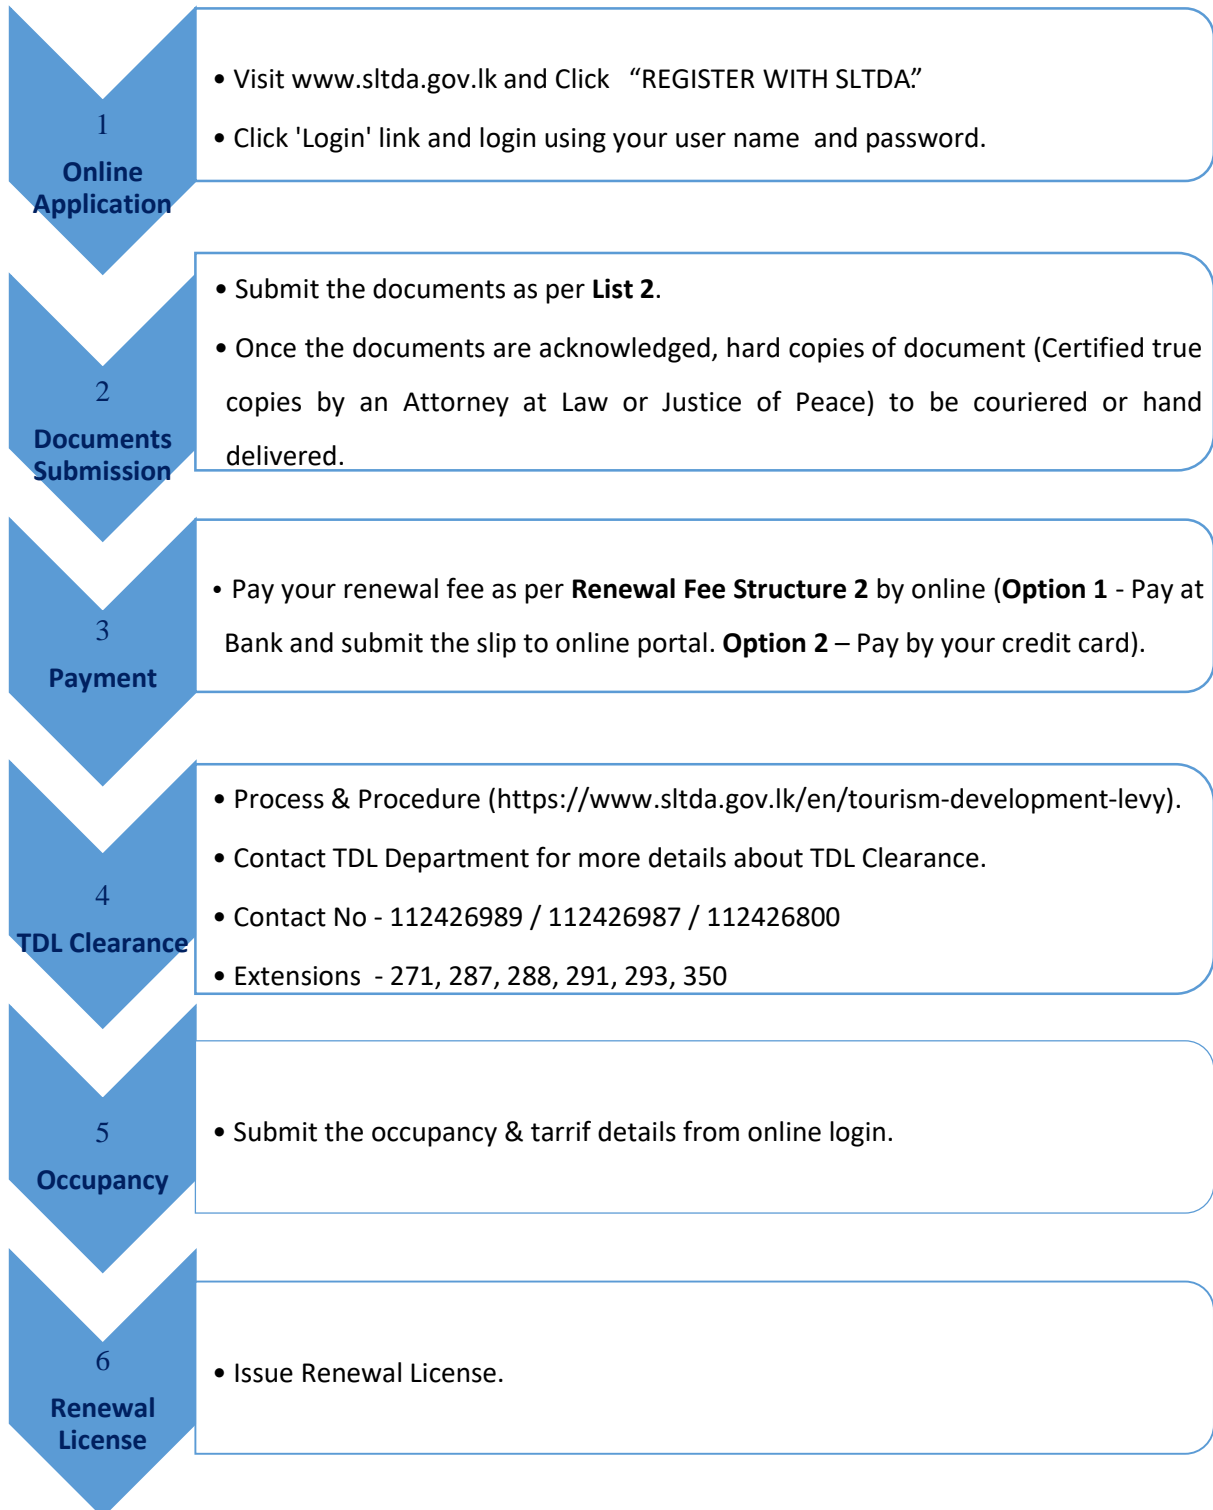 1
Online
Application
• Visit www.sltda.gov.lk and Click “REGISTER WITH SLTDA”.
• Click 'Login' link and login using your user name and password.
2
Documents
Submission
• Submit the documents as per List 2.
• Once the documents are acknowledged, hard copies of document (Certified true
copies by an Attorney at Law or Justice of Peace) to be couriered or hand
delivered.
3
Payment
• Pay your renewal fee as per Renewal Fee Structure 2 by online (Option 1 - Pay at
Bank and submit the slip to online portal. Option 2 – Pay by your credit card).
4
TDL Clearance
• Process & Procedure (https://www.sltda.gov.lk/en/tourism-development-levy).
• Contact TDL Department for more details about TDL Clearance.
• Contact No - 112426989 / 112426987 / 112426800
• Extensions - 271, 287, 288, 291, 293, 350
5
Occupancy
• Submit the occupancy & tarrif details from online login.
6
Renewal
License
• Issue Renewal License.